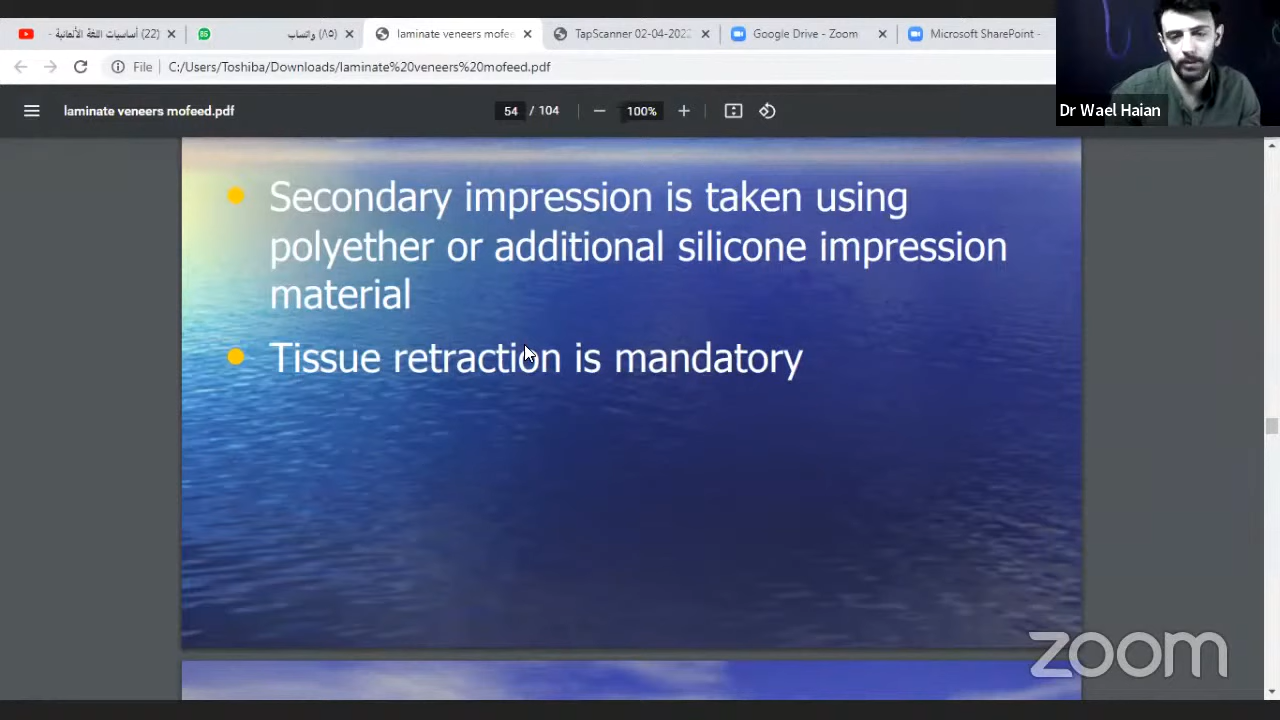 (22) أساسيات اللغة الألمانية -
(٨٥) واتساب
laminate veneers mofe
TapScanner 02-04-202
Google Drive - Zoom
Microsoft SharePoint -
File
C:/Users/Toshiba/Downloads/laminate%20veneers%20mofeed.pdf
laminate veneers mofeed.pdf
54 / 104
100%
Dr Wael Haian
Secondary impression is taken using
polyether or additional silicone impression
material
Tissue retraction is mandatory
zoom